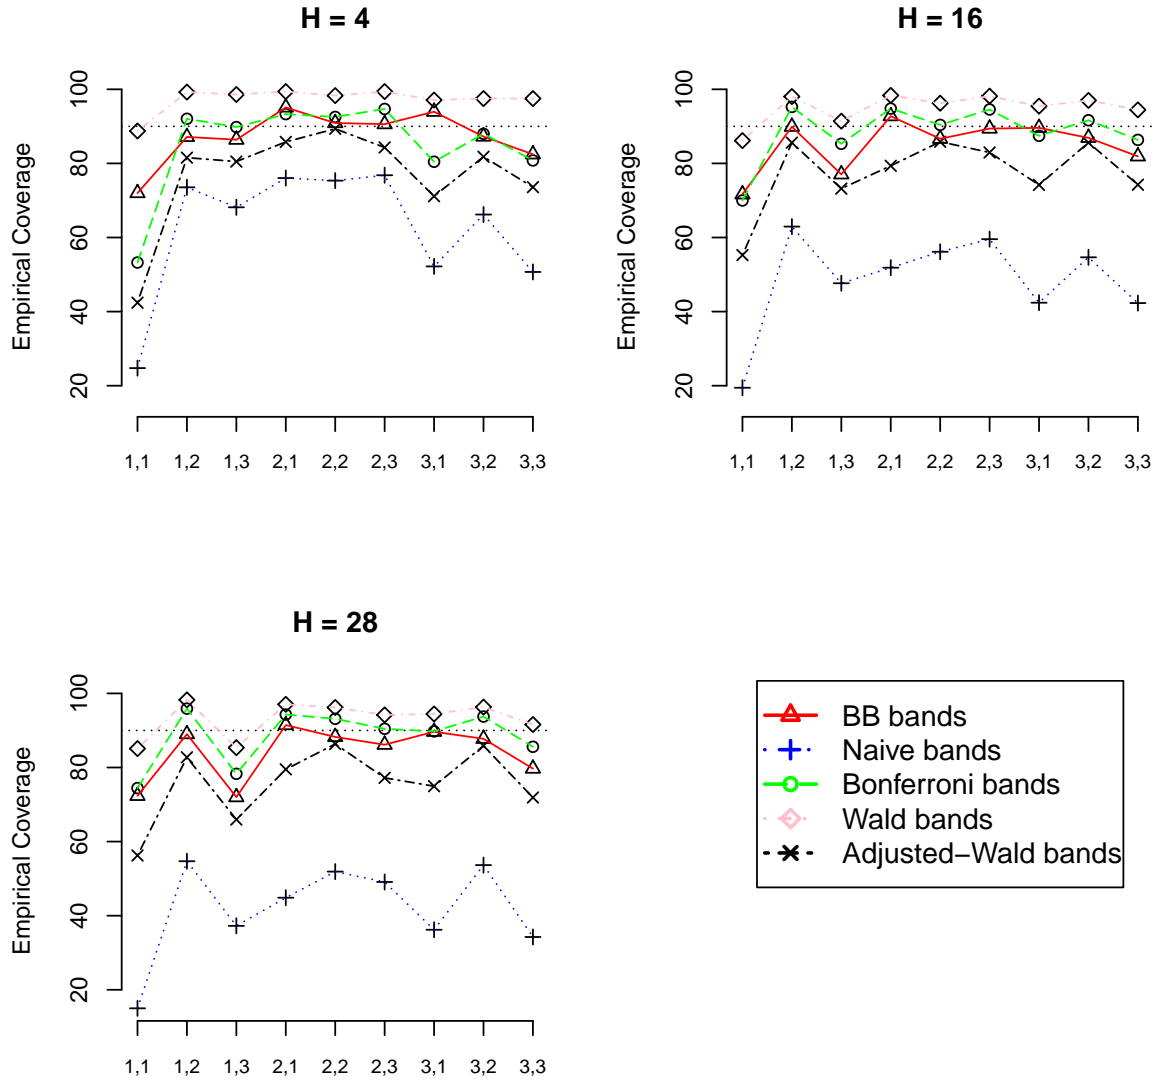 H = 4
Empirical Coverage
100
80
60
40
20
1,1 1,2 1,3 2,1 2,2 2,3 3,1 3,2 3,3
H = 16
Empirical Coverage
100
80
60
40
20
1,1 1,2 1,3 2,1 2,2 2,3 3,1 3,2 3,3
H = 28
Empirical Coverage
100
80
60
40
20
1,1 1,2 1,3 2,1 2,2 2,3 3,1 3,2 3,3
BB bands
Naive bands
Bonferroni bands
Wald bands
Adjusted−Wald bands